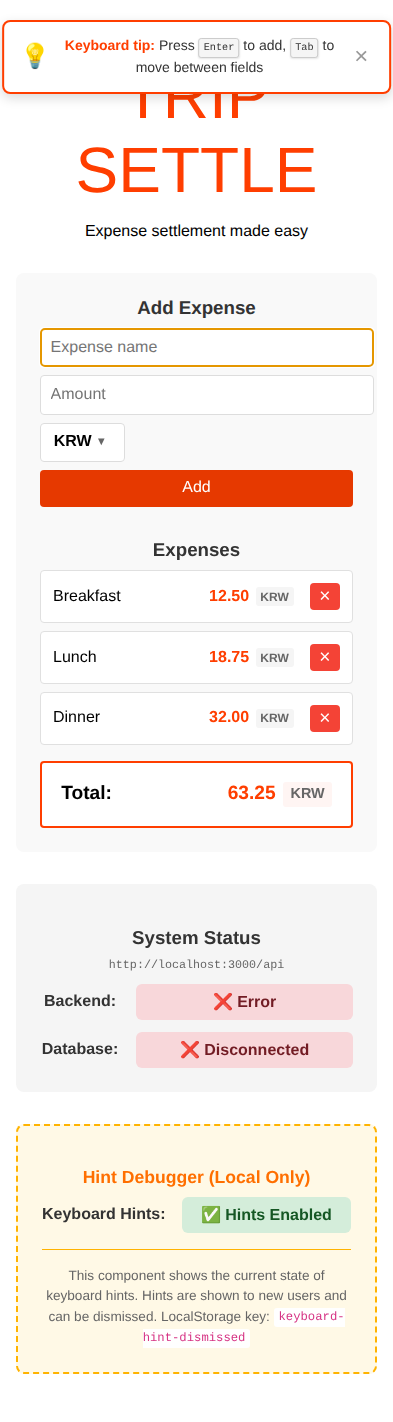 💡 Keyboard tip: Press Enter to add, Tab to ✕
move between fields
TRIP
SETTLE
Expense settlement made easy
Add Expense
Expense name
Amount
KRW ▼
Add
Expenses
Breakfast 12.50 KRW ✕
Lunch 18.75 KRW ✕
Dinner 32.00 KRW ✕
Total: 63.25 KRW
System Status
http://localhost:3000/api
Backend: ❌ Error
Database: ❌ Disconnected
Hint Debugger (Local Only)
Keyboard Hints: ✅ Hints Enabled
This component shows the current state of
keyboard hints. Hints are shown to new users and
can be dismissed. LocalStorage key: keyboard-
hint-dismissed